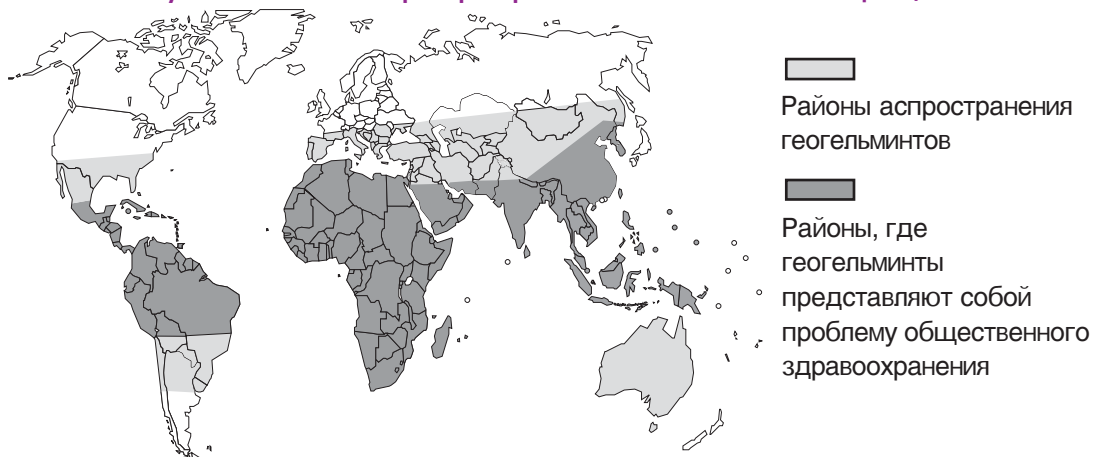 Районы аспространения
геогельминтов
Районы, где
геогельминты
представляют собой
проблему общественного
здравоохранения